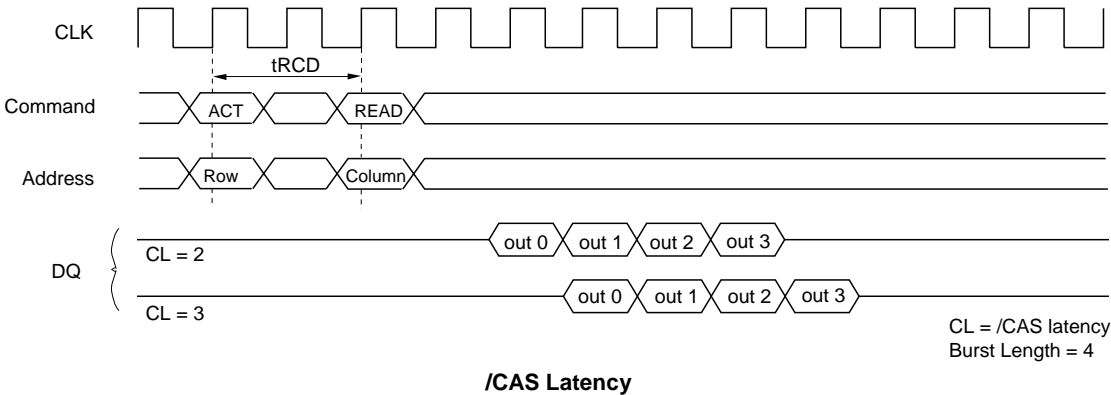 CLK
tRCD
Command ACT READ
Address Row Column
out 0 out 1 out 2 out 3
CL = 2
DQ
out 0 out 1 out 2 out 3
CL = 3
CL = /CAS latency
Burst Length = 4
/CAS Latency